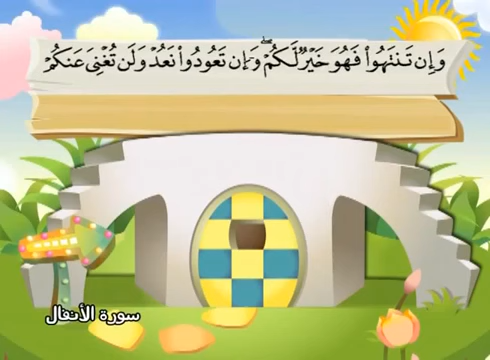 وَإِن تَنتَهُوا۟ فَهُوَ خَيْرٌ لَّكُمْ ۖ وَإِن تَعُودُوا۟ نَعُدْ وَلَن تُغْنِىَ عَنكُمْ
سورة الأنفال